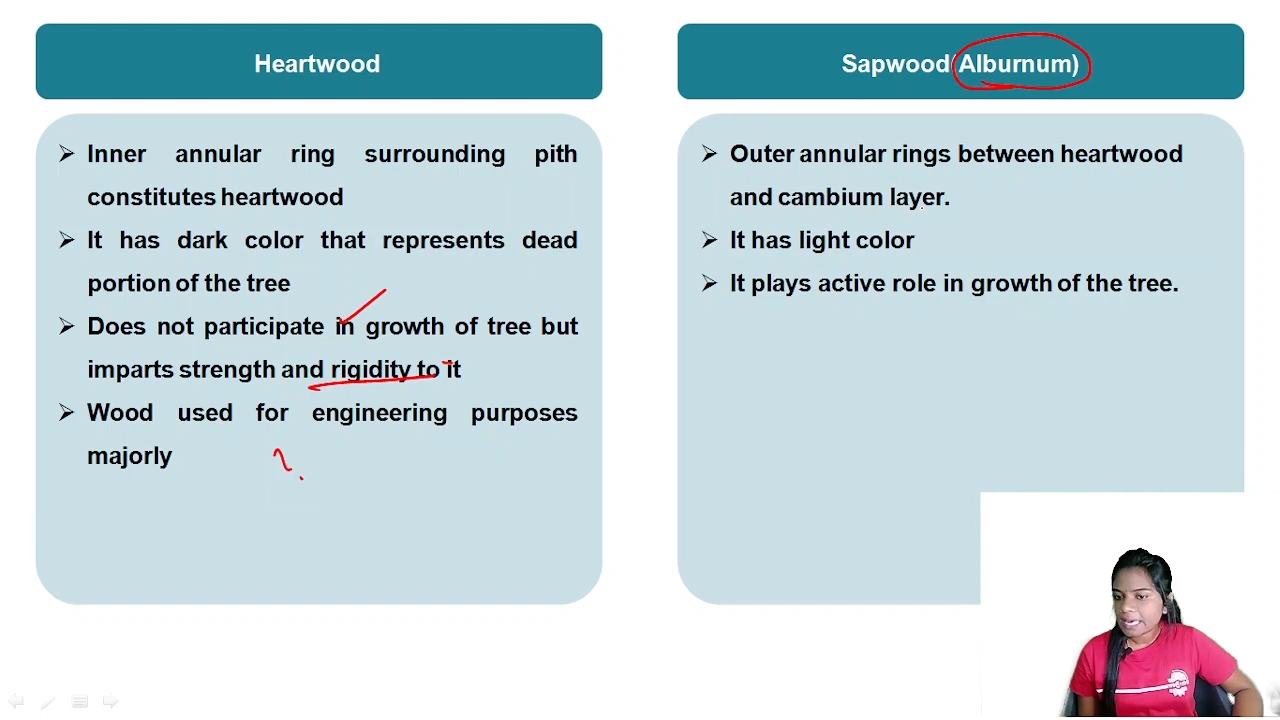 Heartwood
Inner annular ring surrounding pith
constitutes heartwood
It has dark color that represents dead
portion of the tree
Does not participate in growth of tree but
imparts strength and rigidity to it
Wood used for engineering purposes
majorly
Sapwood(Alburnum)
Outer annular rings between heartwood
and cambium layer.
It has light color
It plays active role in growth of the tree.